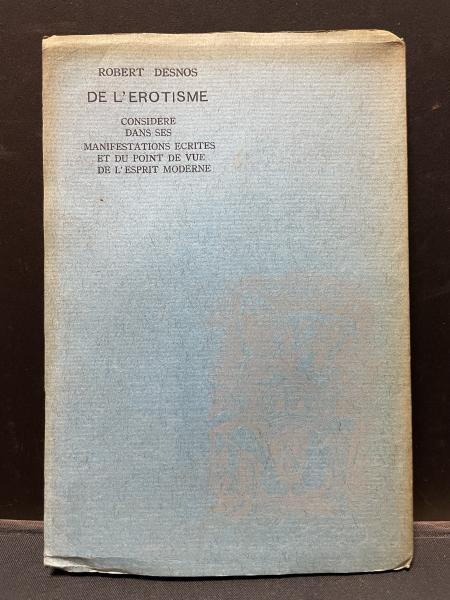 ROBERT DESNOS
DE L'EROTISME
CONSIDERE
DANS SES
MANIFESTATIONS ECRITES
ET DU POINT DE VUE
DE L'ESPRIT MODERNE